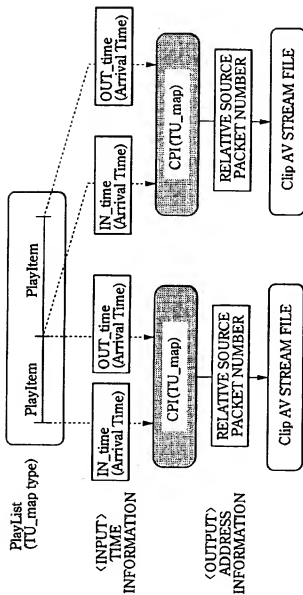 PlayList
(TU_map type)
PlayItem
PlayItem
<INPUT>
TIME
INFORMATION
IN_time
(Arrival Time)
OUT_time
(Arrival Time)
IN_time
(Arrival Time)
OUT_time
(Arrival Time)
CPI(TU_map)
CPI(TU_map)
<OUTPUT>
ADDRESS
INFORMATION
RELATIVE SOURCE
PACKET NUMBER
RELATIVE SOURCE
PACKET NUMBER
Clip AV STREAM FILE
Clip AV STREAM FILE